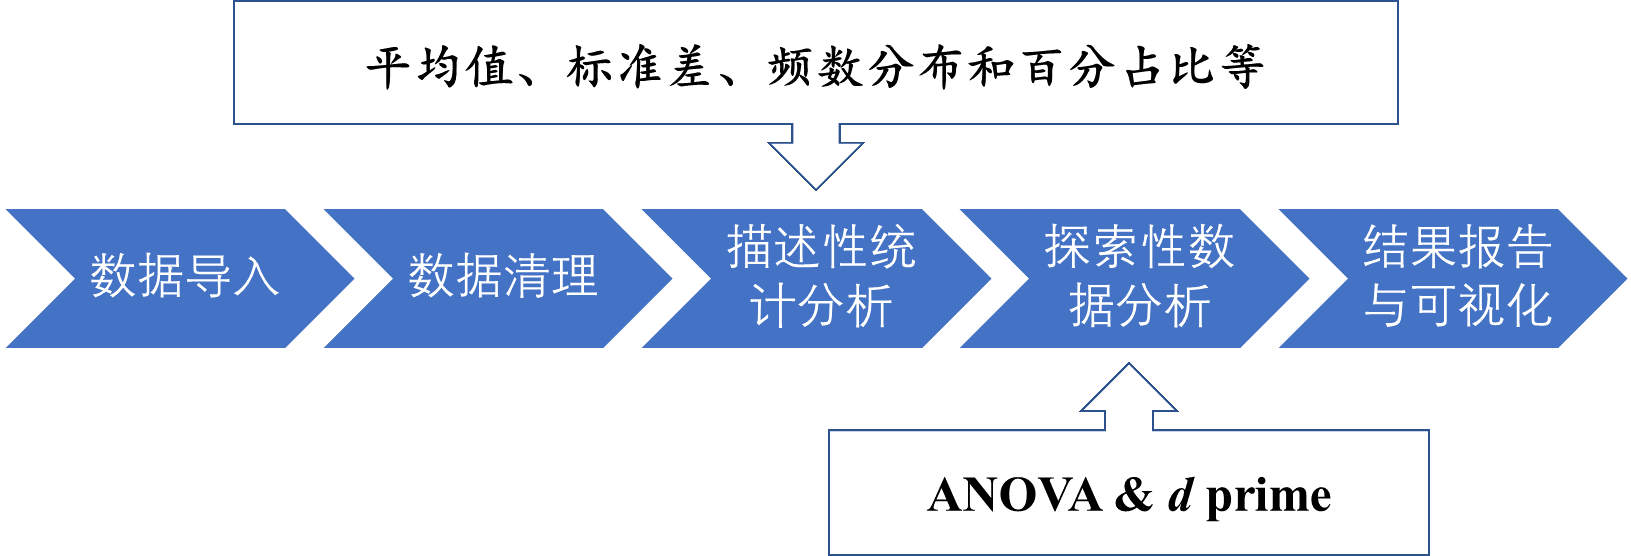 平均值、标准差、频数分布和百分占比等
数据导入
数据清理
描述性统
计分析
探索性数
据分析
结果报告
与可视化
ANOVA & d prime